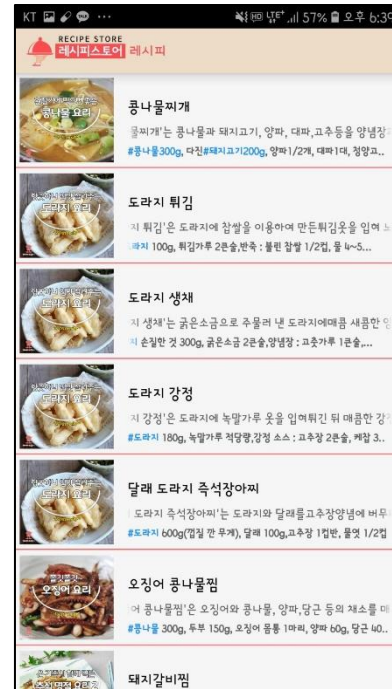 KT ... LTE+ 57% 오후 6:39
RECIPE STORE
레시피스토어 레시피
콩나물찌개
콩나물 요리
물찌개'는 콩나물과 돼지고기, 양파, 대파,고추등을 양념장
#콩나물300g, 다진#돼지고기200g, 양파1/2개, 대파1대, 청양고..
도라지 튀김
도라지 요리
지 튀김'은 도라지에 찹쌀을 이용하여 만든튀김옷을 입혀 노
라지 100g, 튀김가루 2큰술,반죽 : 불린 찹쌀 1/2컵, 물 4~5...
도라지 생채
도라지 요리
지 생채'는 굵은소금으로 주물러 낸 도라지에매콤 새콤한 양
지 손질한 것 300g, 굵은소금 2큰술,양념장 : 고춧가루 1큰술,...
도라지 강정
도라지 요리
지 강정'은 도라지에 녹말가루 옷을 입혀튀긴 뒤 매콤한 강
#도라지 180g, 녹말가루 적당량,강정 소스 : 고추장 2큰술, 케찹 3..
달래 도라지 즉석장아찌
도라지 요리
도라지 즉석장아찌'는 도라지와 달래를고추장양념에 버무
#도라지 600g(껍질 깐 무게), 달래 100g,고추장 1컵반, 물엿 1/2컵
오징어 콩나물찜
쫄깃쫄깃
오징어 요리
어 콩나물찜'은 오징어와 콩나물, 양파,당근 등의 채소를 매
#콩나물 300g, 두부 150g, 오징어 몸통 1마리, 양파 60g, 당근 40..
돼지갈비찜